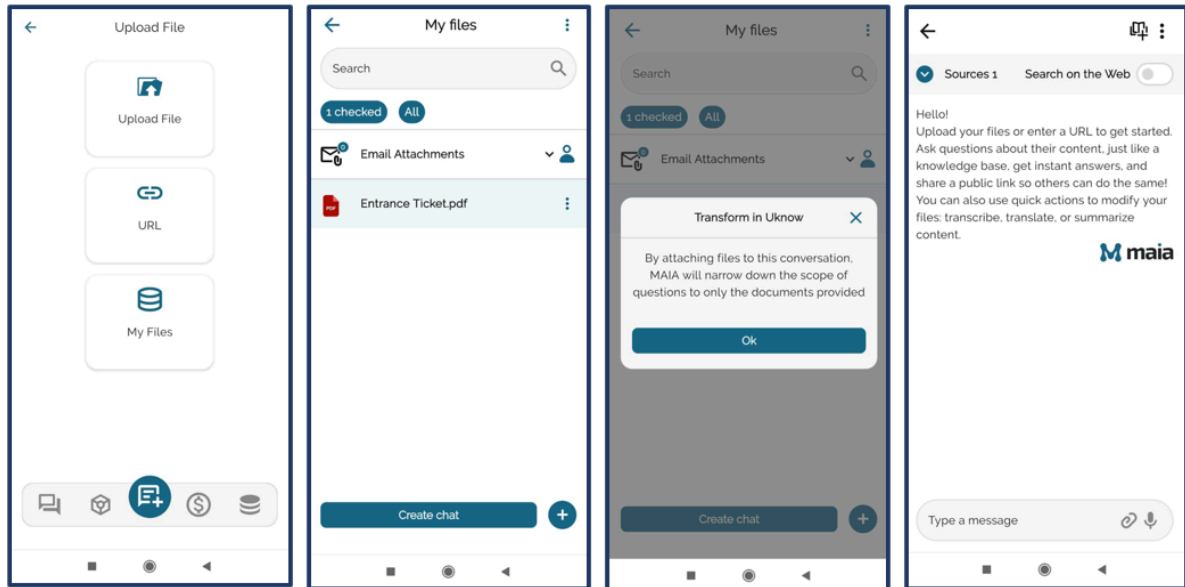 Upload File
Upload File
URL
My Files
My files
Search
1 checked All
0
Email Attachments
PDF
Entrance Ticket.pdf
Create chat
My files
Search
1 checked All
0
Email Attachments
Transform in Uknow
By attaching files to this conversation,
MAIA will narrow down the scope of
questions to only the documents provided
Ok
Create chat
Sources 1 Search on the Web
Hello!
Upload your files or enter a URL to get started.
Ask questions about their content, just like a
knowledge base, get instant answers, and
share a public link so others can do the same!
You can also use quick actions to modify your
files: transcribe, translate, or summarize
content.
maia
Type a message